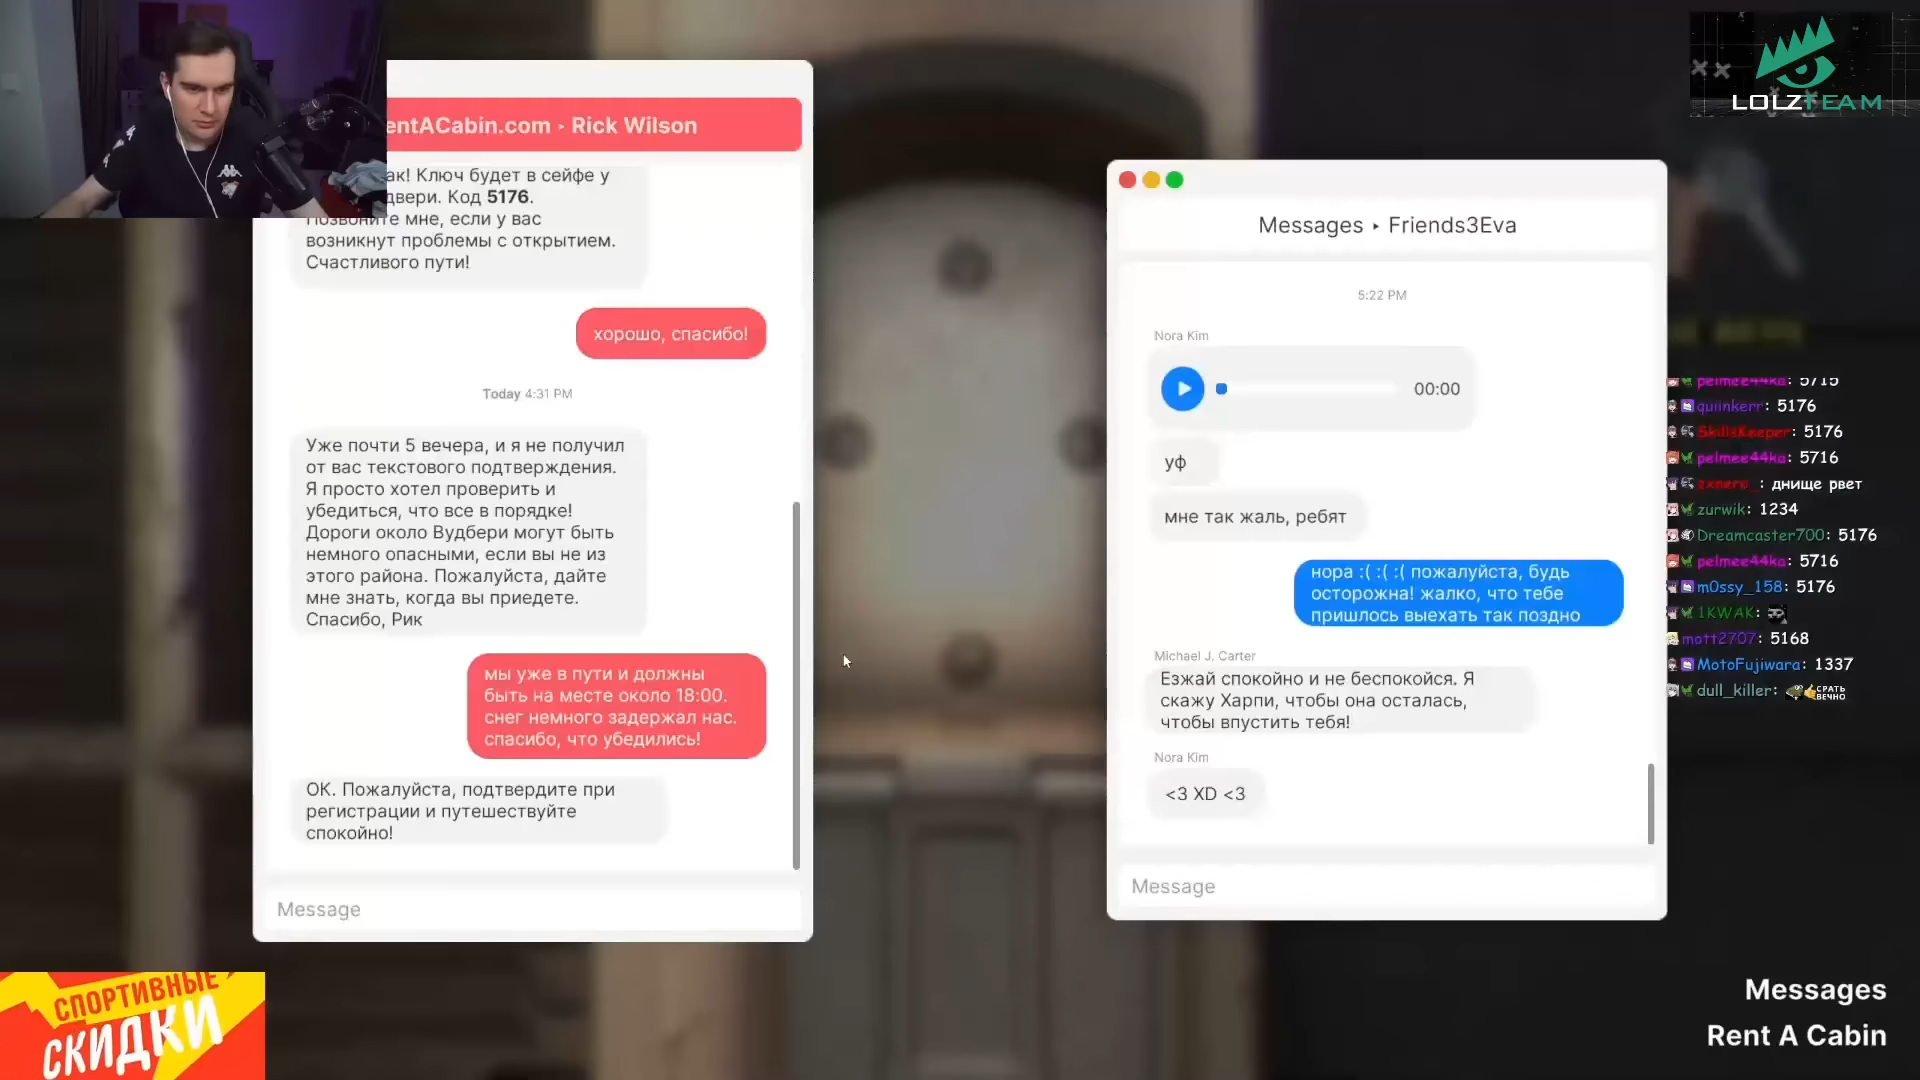 entACabin.com ▸ Rick Wilson
ак! Ключ будет в сейфе у
двери. Код 5176.
Позвоните мне, если у вас
возникнут проблемы с открытием.
Счастливого пути!
хорошо, спасибо!
Today 4:31 PM
Уже почти 5 вечера, и я не получил
от вас текстового подтверждения.
Я просто хотел проверить и
убедиться, что все в порядке!
Дороги около Вудбери могут быть
немного опасными, если вы не из
этого района. Пожалуйста, дайте
мне знать, когда вы приедете.
Спасибо, Рик
мы уже в пути и должны
быть на месте около 18:00.
снег немного задержал нас.
спасибо, что убедились!
ОК. Пожалуйста, подтвердите при
регистрации и путешествуйте
спокойно!
Message
Messages ▸ Friends3Eva
5:22 PM
Nora Kim
00:00
уф
мне так жаль, ребят
нора :( :( :( пожалуйста, будь
осторожна! жалко, что тебе
пришлось выехать так поздно
Michael J. Carter
Езжай спокойно и не беспокойся. Я
скажу Харпи, чтобы она осталась,
чтобы впустить тебя!
Nora Kim
<3 XD <3
Message
LOLZTEAM
pelmee44ka: 5715
quiinkerr: 5176
SkillsKeeper: 5176
pelmee44ka: 5716
zxneru_: днище рвет
zurwik: 1234
Dreamcaster700: 5176
pelmee44ka: 5716
m0ssy_158: 5176
1KWAK:
mott2707: 5168
MotoFujiwara: 1337
dull_killer: СРАТЬ ВЕЧНО
СПОРТИВНЫЕ
СКИДКИ
Messages
Rent A Cabin